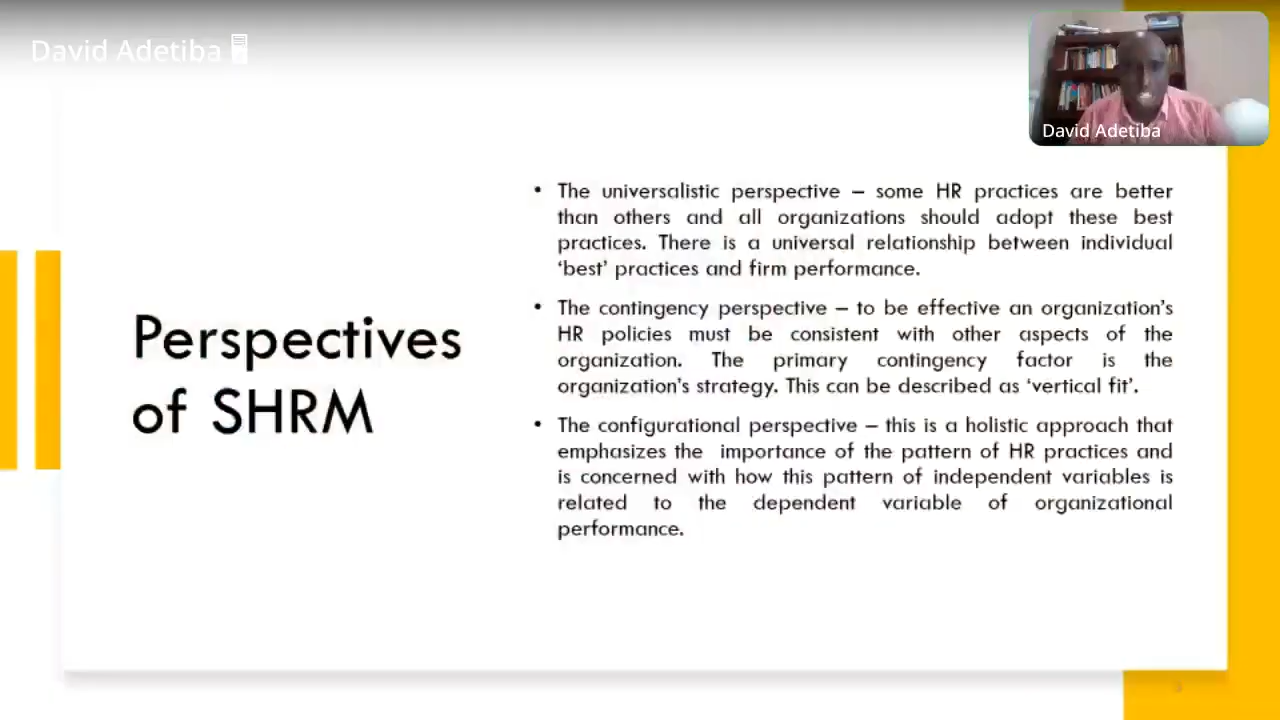 David Adetiba
David Adetiba
Perspectives
of SHRM
• The universalistic perspective – some HR practices are better
than others and all organizations should adopt these best
practices. There is a universal relationship between individual
‘best’ practices and firm performance.
• The contingency perspective – to be effective an organization’s
HR policies must be consistent with other aspects of the
organization. The primary contingency factor is the
organization’s strategy. This can be described as ‘vertical fit’.
• The configurational perspective – this is a holistic approach that
emphasizes the importance of the pattern of HR practices and
is concerned with how this pattern of independent variables is
related to the dependent variable of organizational
performance.